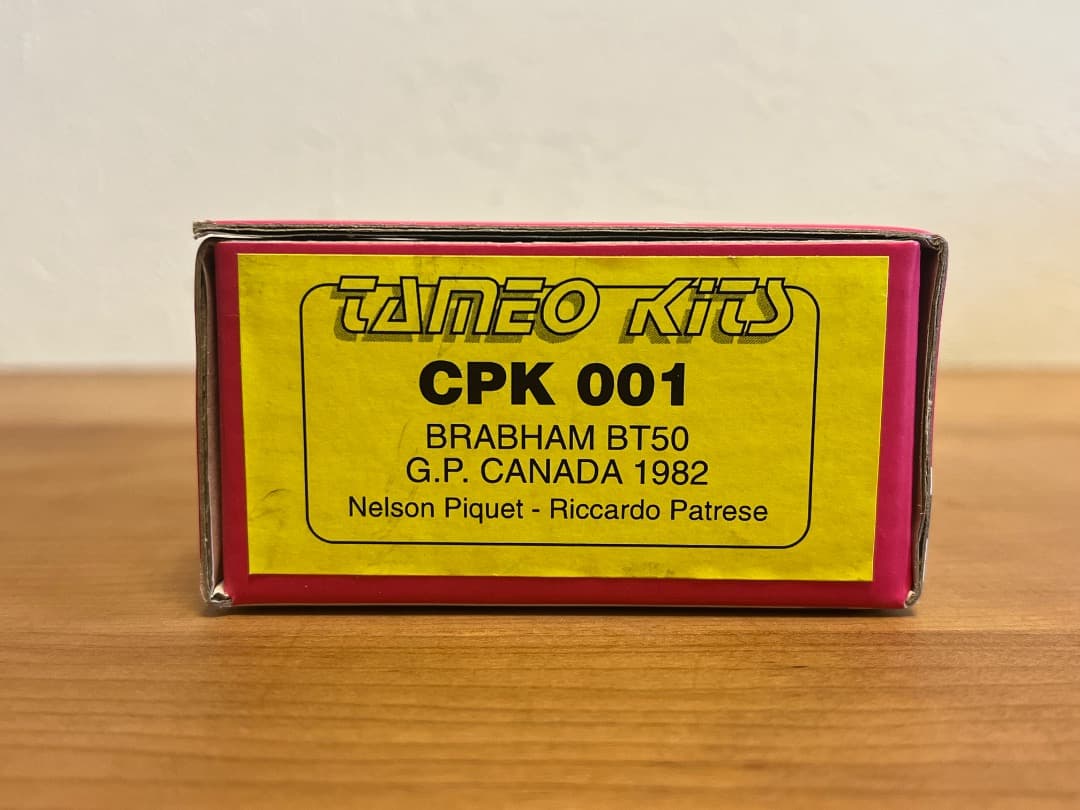 TAMEO KiTS
CPK 001
BRABHAM BT50
G.P. CANADA 1982
Nelson Piquet - Riccardo Patrese